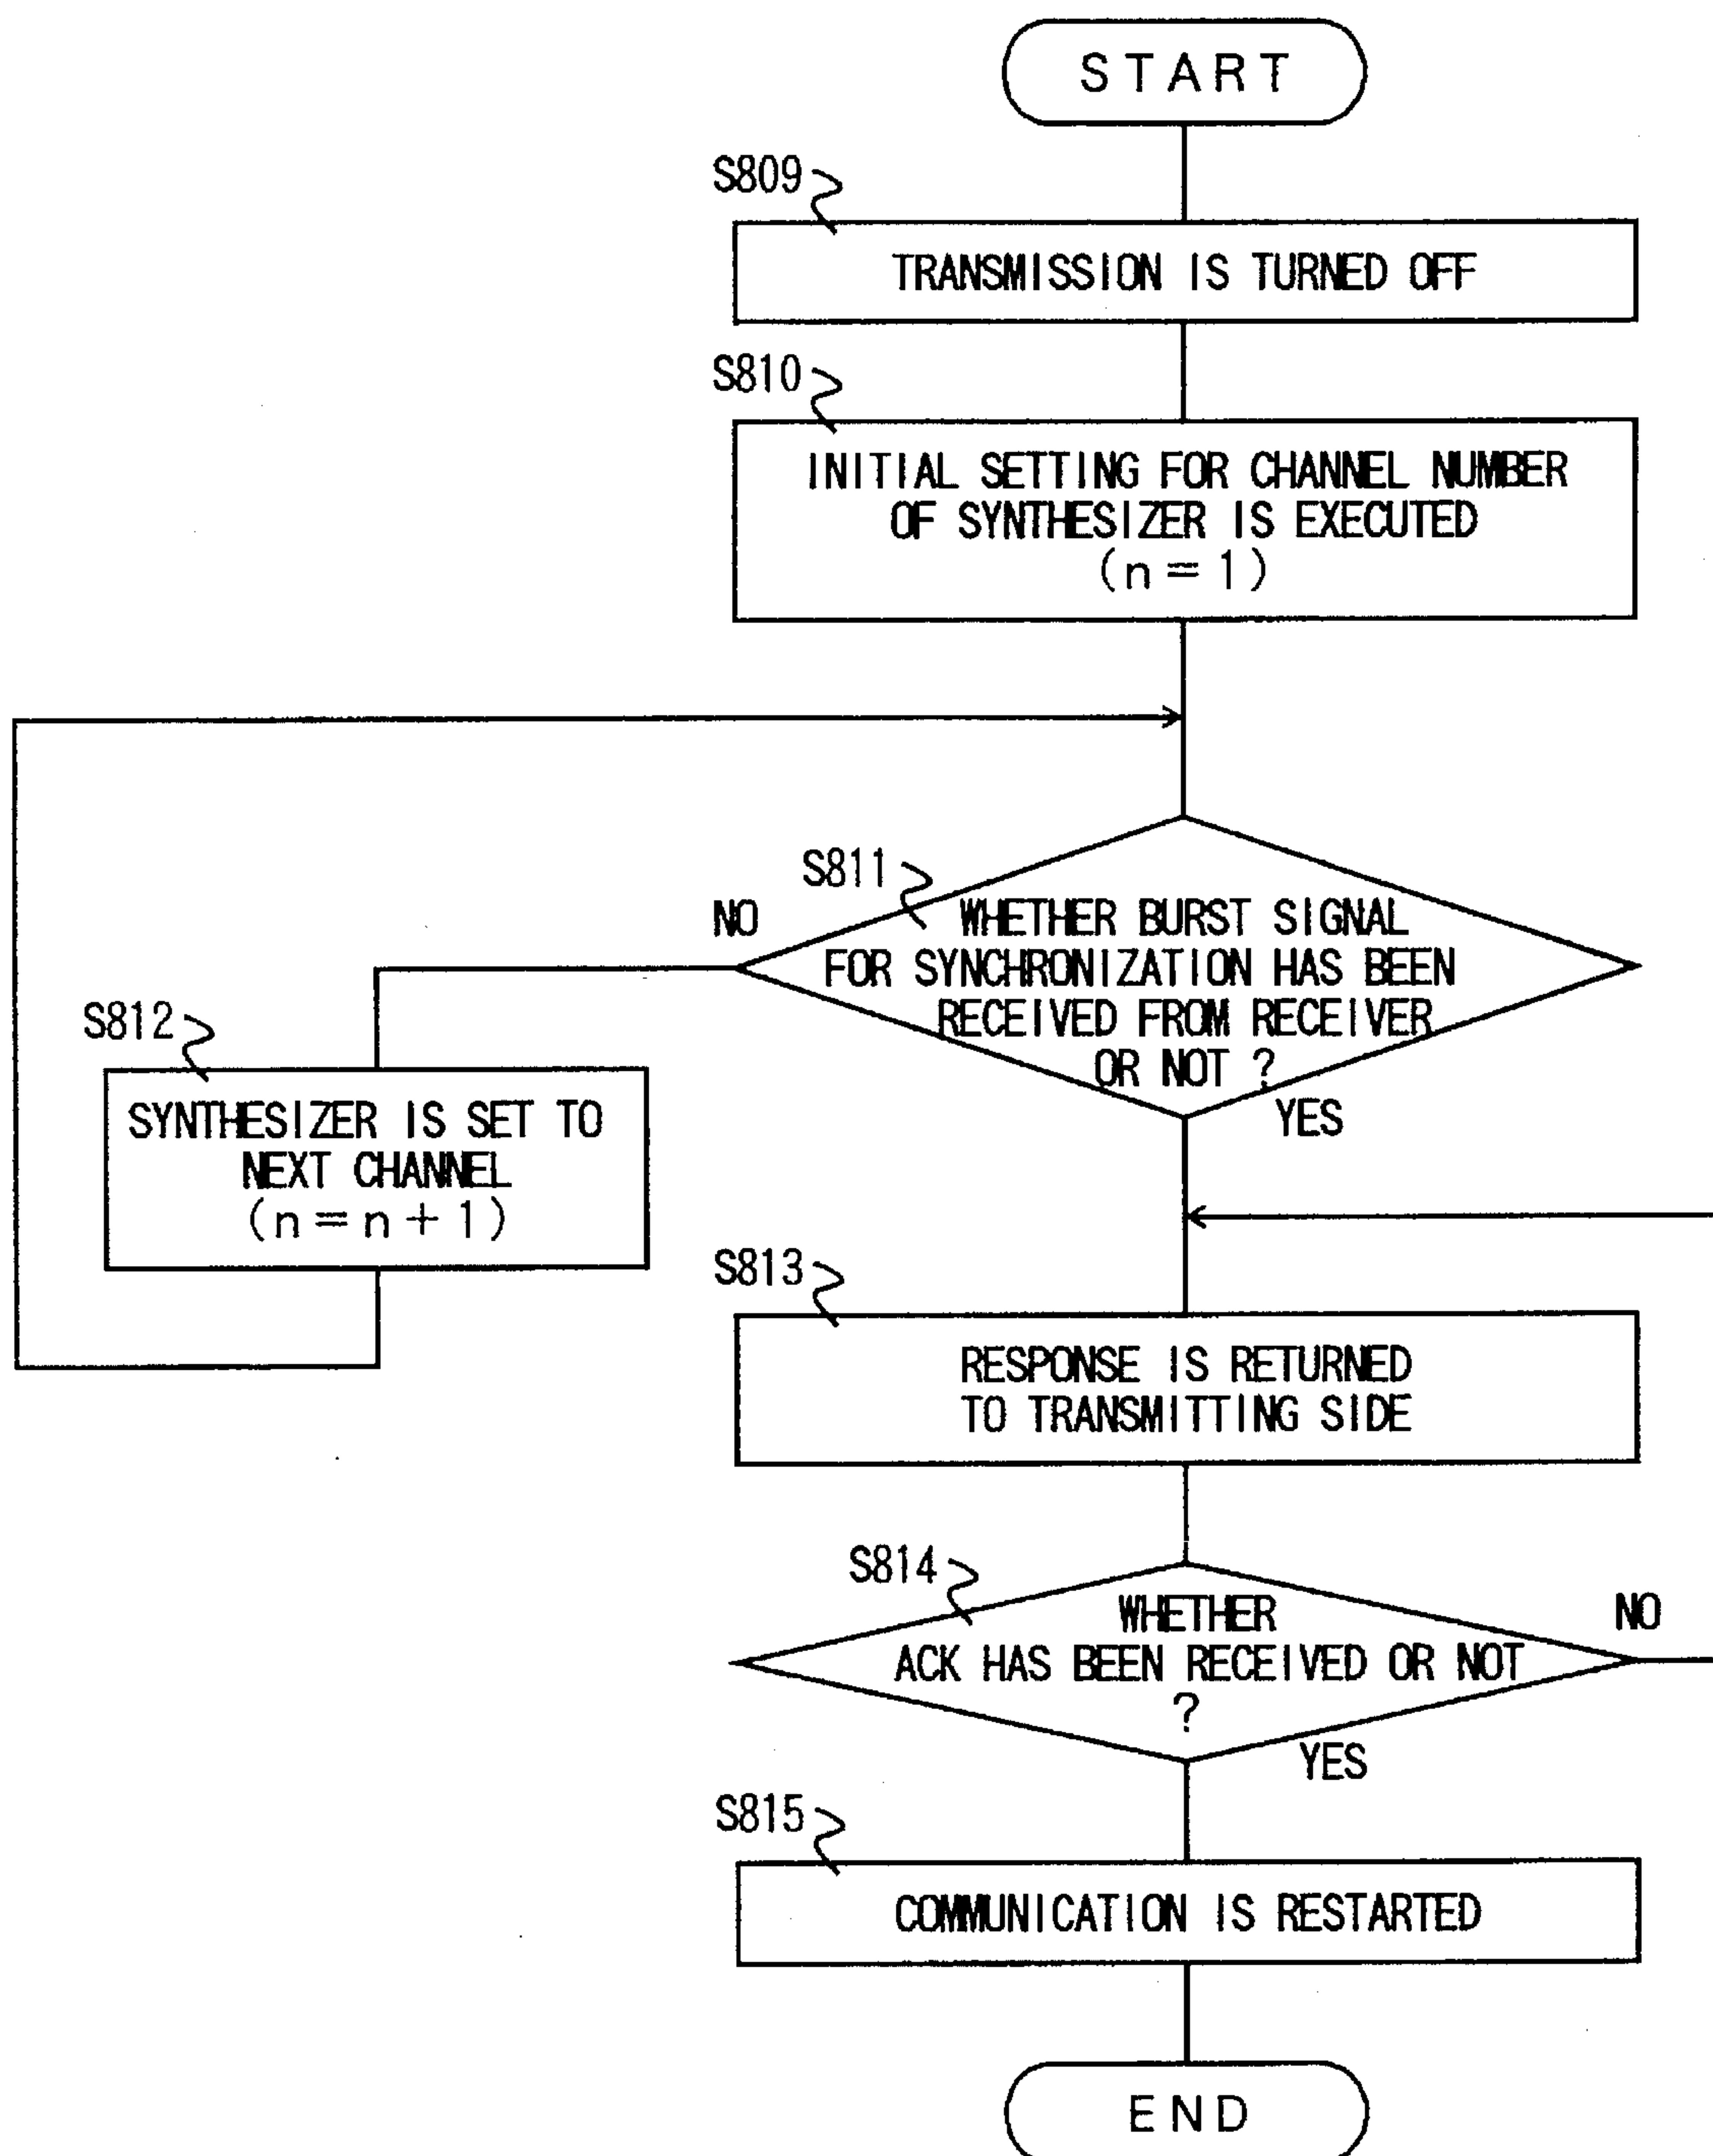 START
S809
TRANSMISSION IS TURNED OFF
S810
INITIAL SETTING FOR CHANNEL NUMBER
OF SYNTHESIZER IS EXECUTED
(n=1)
S811
NO
WHETHER BURST SIGNAL
FOR SYNCHRONIZATION HAS BEEN
RECEIVED FROM RECEIVER
OR NOT ?
YES
S812
SYNTHESIZER IS SET TO
NEXT CHANNEL
(n=n+1)
S813
RESPONSE IS RETURNED
TO TRANSMITTING SIDE
S814
WHETHER
ACK HAS BEEN RECEIVED OR NOT
?
NO
YES
S815
COMMUNICATION IS RESTARTED
END